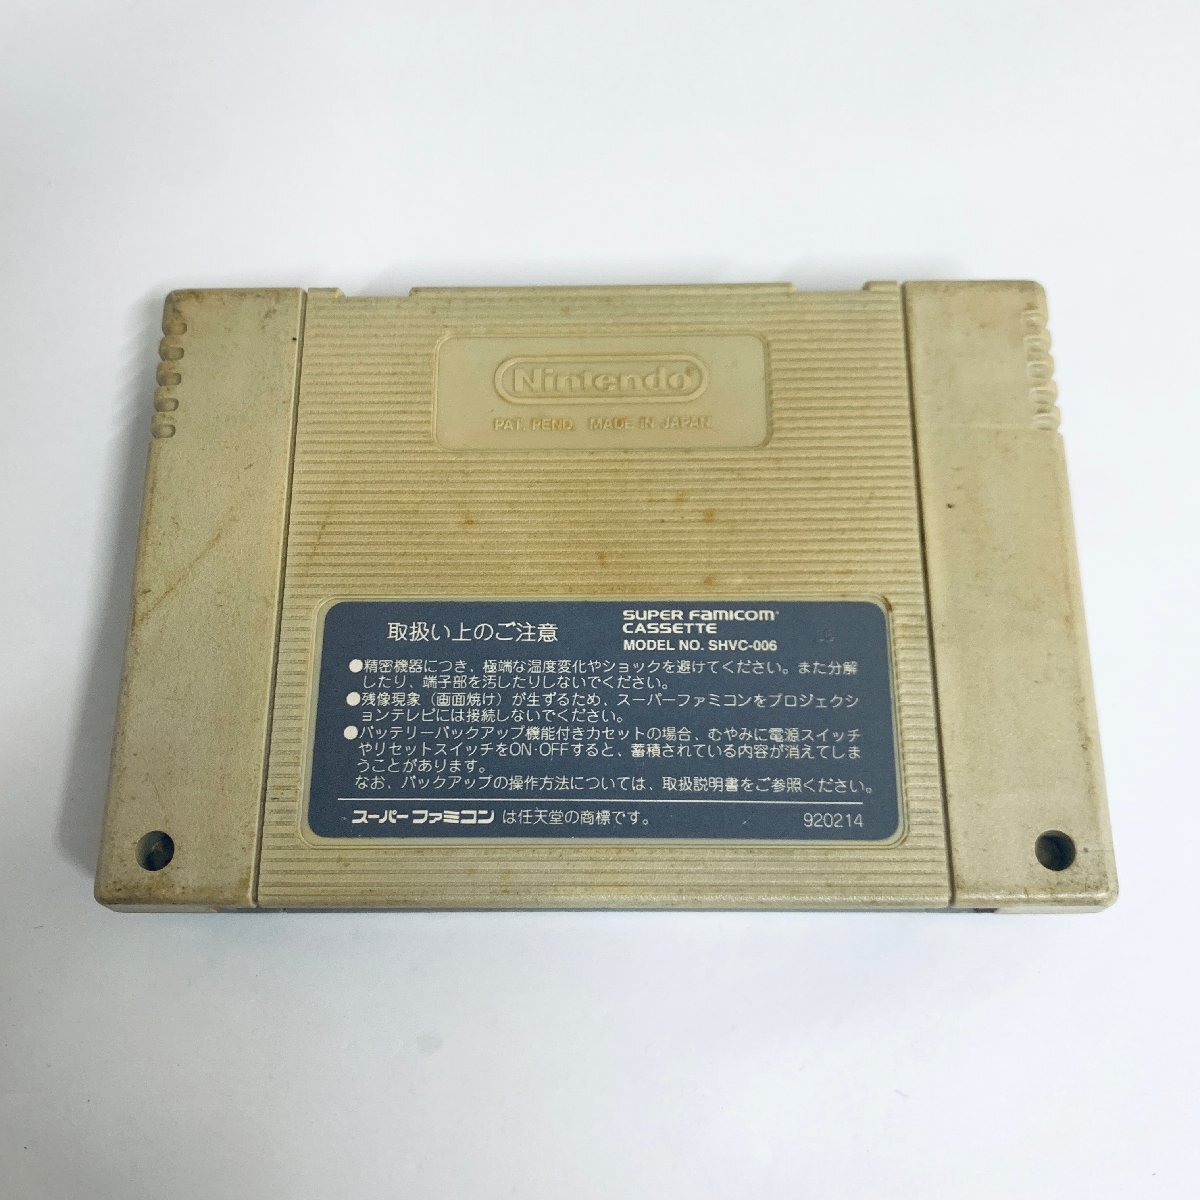 Nintendo®
PAT. PEND. MADE IN JAPAN
取扱い上のご注意
SUPER FAMICOM
CASSETTE
MODEL NO. SHVC-006
●精密機器につき、極端な温度変化やショックを避けてください。また分解
したり、端子部を汚したりしないでください。
●残像現象（画面焼け）が生ずるため、スーパーファミコンをプロジェクシ
ョンテレビには接続しないでください。
●バッテリーバックアップ機能付きカセットの場合、むやみに電源スイッチ
やリセットスイッチをON・OFFすると、蓄積されている内容が消えてしま
うことがあります。
なお、バックアップの操作方法については、取扱説明書をご参照ください。
スーパーファミコン は任天堂の商標です。
920214